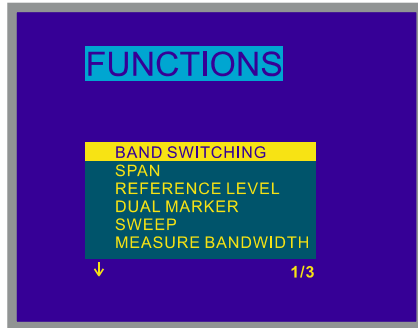 FUNCTIONS
BAND SWITCHING
SPAN
REFERENCE LEVEL
DUAL MARKER
SWEEP
MEASURE BANDWIDTH
↓ 1/3